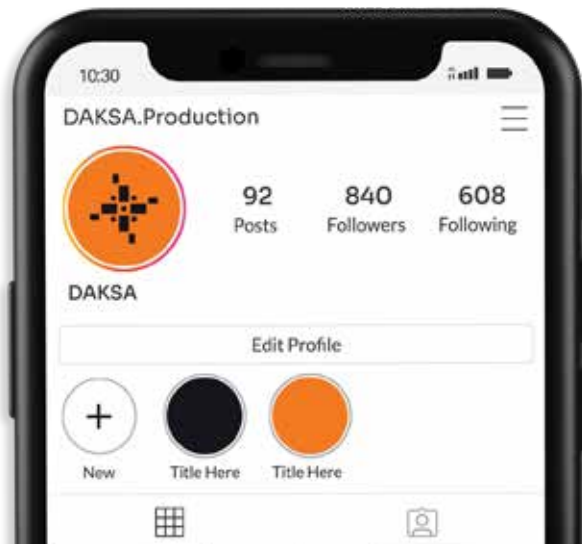 10:30
DAKSA.Production
92 840 608
Posts Followers Following
DAKSA
Edit Profile
+
New Title Here Title Here